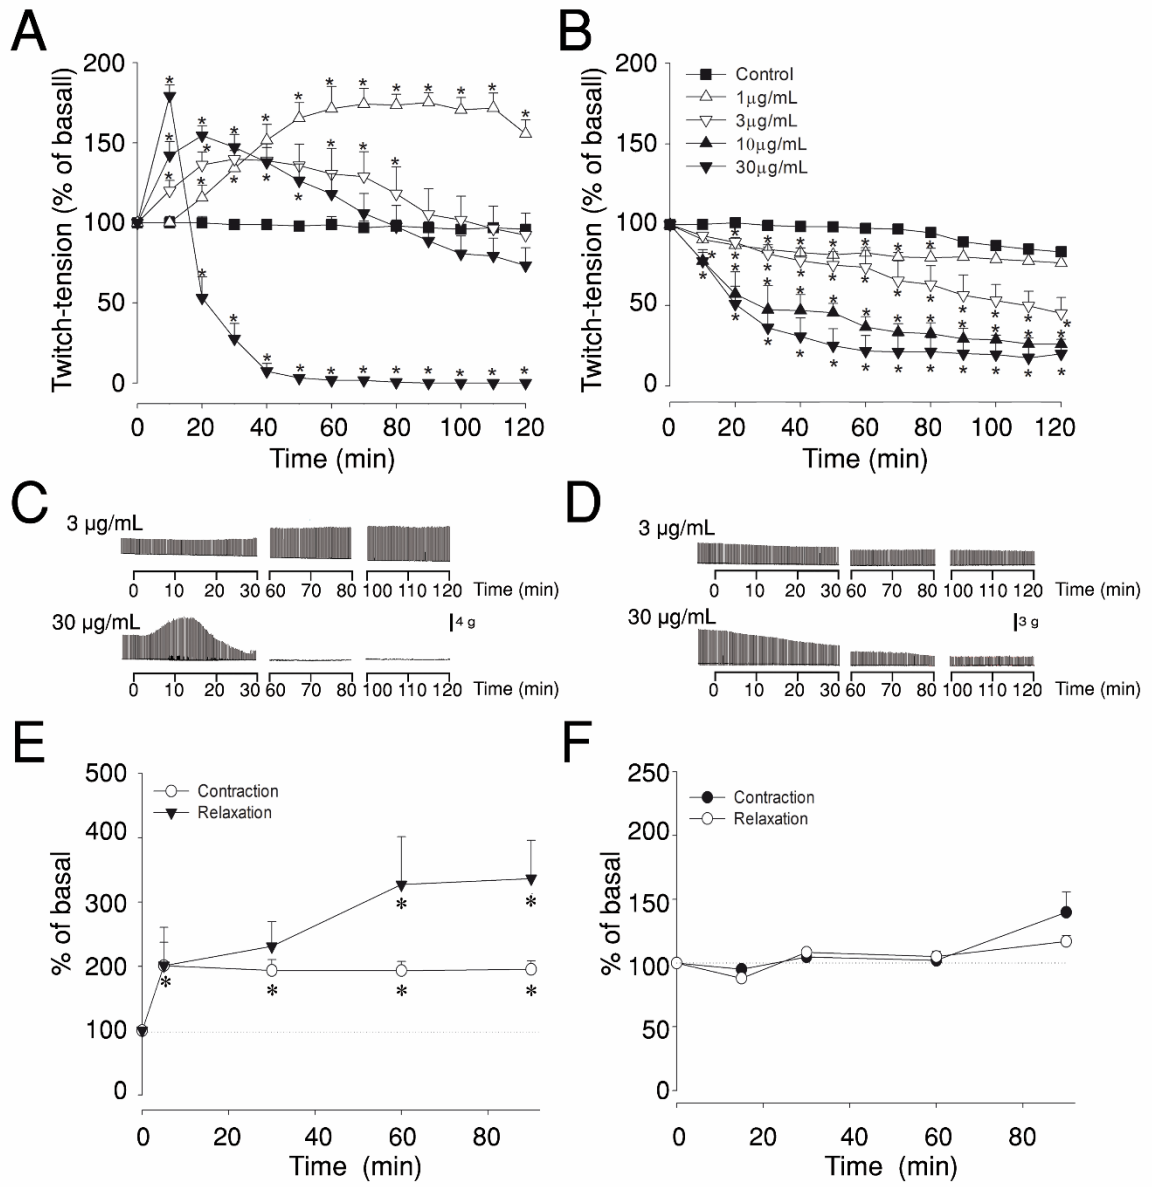 A
Twitch-tension (% of basall)
200
150
100
50
0
* * * * * * * * * * * * * * * * * * * * * * * * * * * * * * * * * * *
0 20 40 60 80 100 120
Time (min)
B
Twitch-tension (% of basall)
200
150
100
50
0
Control
1µg/mL
3µg/mL
10µg/mL
30µg/mL
0 20 40 60 80 100 120
Time (min)
C
3 µg/mL
0 10 20 30 60 70 80 100 110 120 Time (min)
30 µg/mL
4 g
0 10 20 30 60 70 80 100 110 120 Time (min)
D
3 µg/mL
0 10 20 30 60 70 80 100 110 120 Time (min)
30 µg/mL
3 g
0 10 20 30 60 70 80 100 110 120 Time (min)
E
% of basal
500
400
300
200
100
0
Contraction
Relaxation
* * * * * *
0 20 40 60 80
Time (min)
F
% of basal
250
200
150
100
50
0
Contraction
Relaxation
0 20 40 60 80
Time (min)